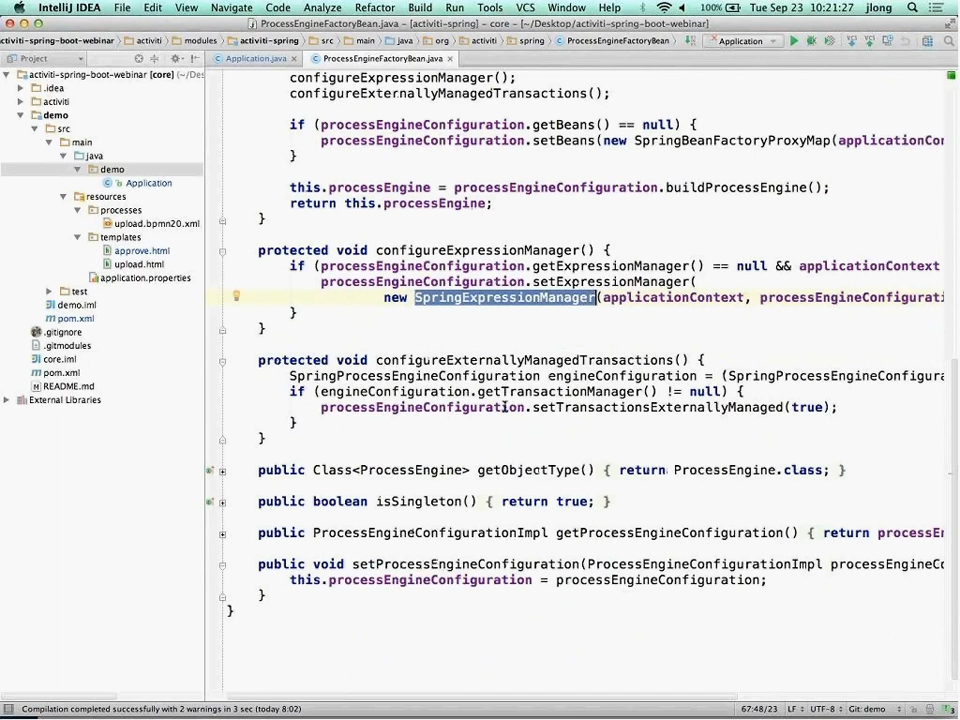 IntelliJ IDEA File Edit View Navigate Code Analyze Refactor Build Run Tools VCS Window Help 100% Tue Sep 23 10:21:27 jlong
ProcessEngineFactoryBean.java - [activiti-spring] - core - [~/Desktop/activiti-spring-boot-webinar]
activiti-spring-boot-webinar activiti modules activiti-spring src main java org activiti spring ProcessEngineFactoryBean Application
Project Application.java ProcessEngineFactoryBean.java
activiti-spring-boot-webinar [core] (~/Des
.idea
activiti
demo
src
main
java
demo
Application
resources
processes
upload.bpmn20.xml
templates
approve.html
upload.html
application.properties
test
demo.iml
pom.xml
.gitignore
.gitmodules
core.iml
pom.xml
README.md
External Libraries
configureExpressionManager();
configureExternallyManagedTransactions();
if (processEngineConfiguration.getBeans() == null) {
processEngineConfiguration.setBeans(new SpringBeanFactoryProxyMap(applicationCon
}
this.processEngine = processEngineConfiguration.buildProcessEngine();
return this.processEngine;
}
protected void configureExpressionManager() {
if (processEngineConfiguration.getExpressionManager() == null && applicationContext
processEngineConfiguration.setExpressionManager(
new SpringExpressionManager(applicationContext, processEngineConfigurati
}
}
protected void configureExternallyManagedTransactions() {
SpringProcessEngineConfiguration engineConfiguration = (SpringProcessEngineConfigura
if (engineConfiguration.getTransactionManager() != null) {
processEngineConfiguration.setTransactionsExternallyManaged(true);
}
}
public Class<ProcessEngine> getObjectType() { return ProcessEngine.class; }
public boolean isSingleton() { return true; }
public ProcessEngineConfigurationImpl getProcessEngineConfiguration() { return processEn
public void setProcessEngineConfiguration(ProcessEngineConfigurationImpl processEngineCo
this.processEngineConfiguration = processEngineConfiguration;
}
}
Compilation completed successfully with 2 warnings in 3 sec (today 8:02) 67:48/23 LF UTF-8 Git: demo